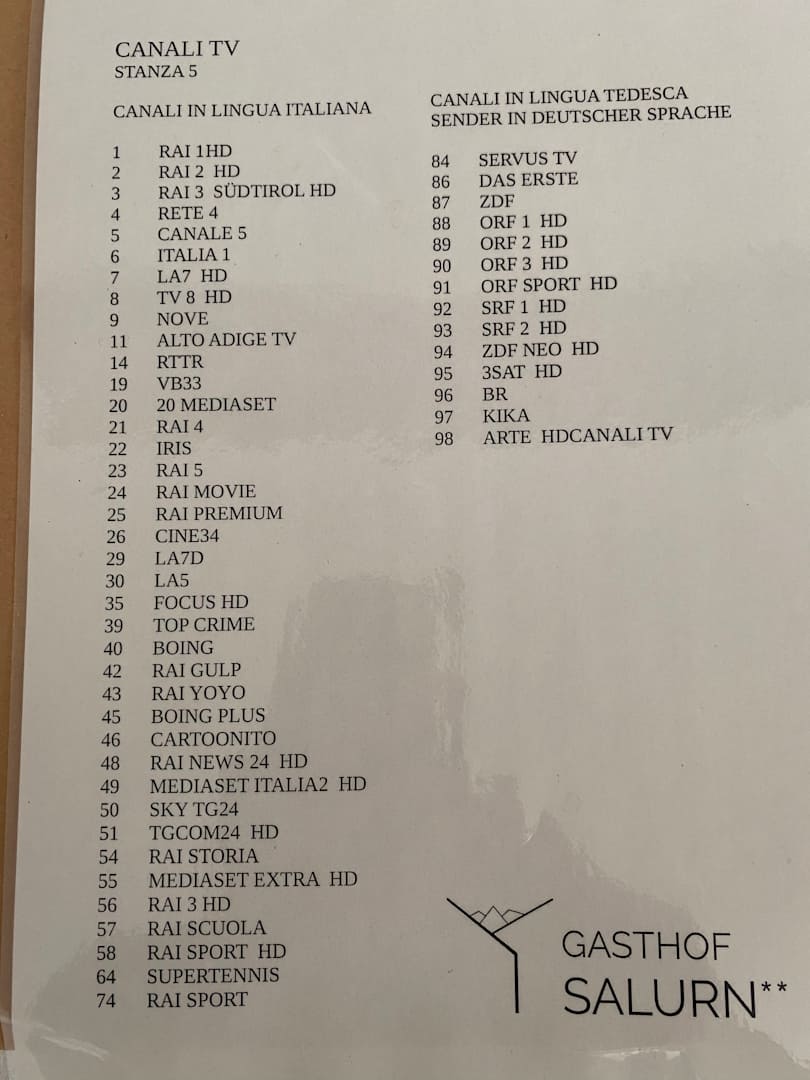 CANALI TV
STANZA 5
CANALI IN LINGUA ITALIANA
1 RAI 1HD
2 RAI 2 HD
3 RAI 3 SÜDTIROL HD
4 RETE 4
5 CANALE 5
6 ITALIA 1
7 LA7 HD
8 TV 8 HD
9 NOVE
11 ALTO ADIGE TV
14 RTTR
19 VB33
20 20 MEDIASET
21 RAI 4
22 IRIS
23 RAI 5
24 RAI MOVIE
25 RAI PREMIUM
26 CINE34
29 LA7D
30 LA5
35 FOCUS HD
39 TOP CRIME
40 BOING
42 RAI GULP
43 RAI YOYO
45 BOING PLUS
46 CARTOONITO
48 RAI NEWS 24 HD
49 MEDIASET ITALIA2 HD
50 SKY TG24
51 TGCOM24 HD
54 RAI STORIA
55 MEDIASET EXTRA HD
56 RAI 3 HD
57 RAI SCUOLA
58 RAI SPORT HD
64 SUPERTENNIS
74 RAI SPORT
CANALI IN LINGUA TEDESCA
SENDER IN DEUTSCHER SPRACHE
84 SERVUS TV
86 DAS ERSTE
87 ZDF
88 ORF 1 HD
89 ORF 2 HD
90 ORF 3 HD
91 ORF SPORT HD
92 SRF 1 HD
93 SRF 2 HD
94 ZDF NEO HD
95 3SAT HD
96 BR
97 KIKA
98 ARTE HDCANALI TV
GASTHOF
SALURN**